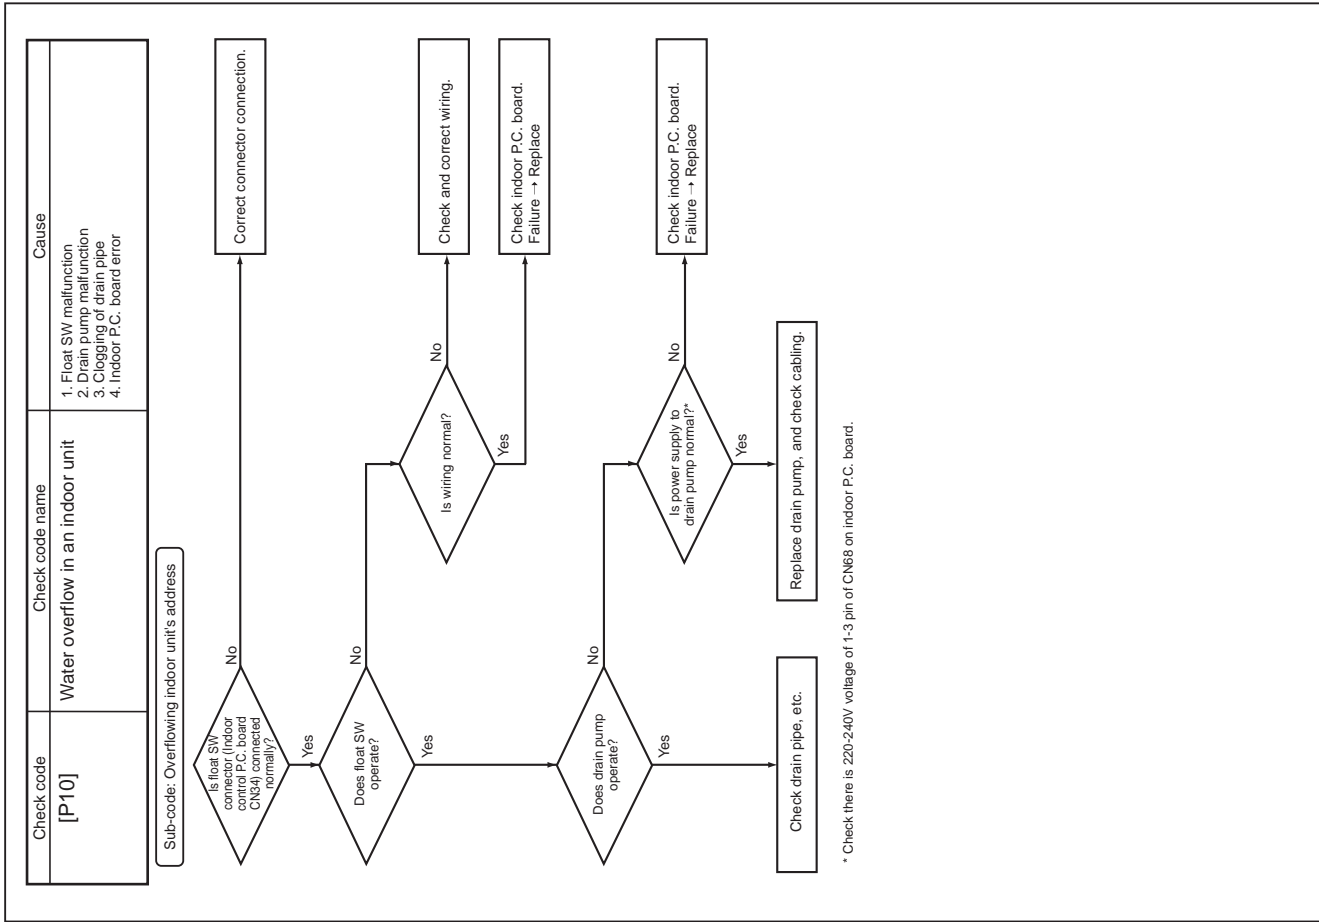 Check code
Check code name
Cause
[P10]
Water overflow in an indoor unit
1. Float SW malfunction
2. Drain pump malfunction
3. Clogging of drain pipe
4. Indoor P.C. board error
Sub-code: Overflowing indoor unit's address
Is float SW
connector (Indoor
control P.C. board
CN34) connected
normally?
No
Correct connector connection.
Yes
Does float SW
operate?
No
Is wiring normal?
No
Check and correct wiring.
Yes
Check indoor P.C. board.
Failure → Replace
Yes
Does drain pump
operate?
No
Is power supply to
drain pump normal?*
No
Check indoor P.C. board.
Failure → Replace
Yes
Replace drain pump, and check cabling.
Yes
Check drain pipe, etc.
* Check there is 220-240V voltage of 1-3 pin of CN68 on indoor P.C. board.